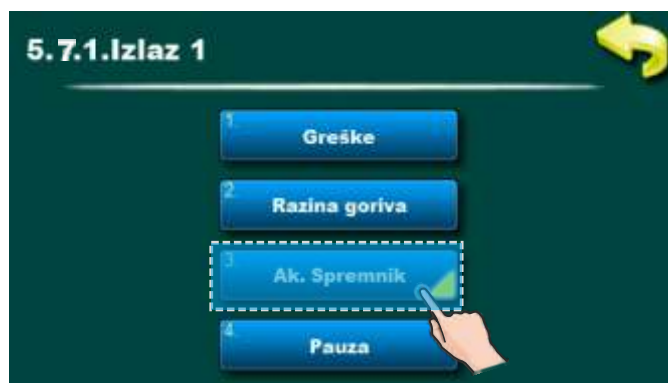 5.7.1.Izlaz 1
1.
Greške
2
Razina goriva
3
Ak. Spremnik
4.
Pauza